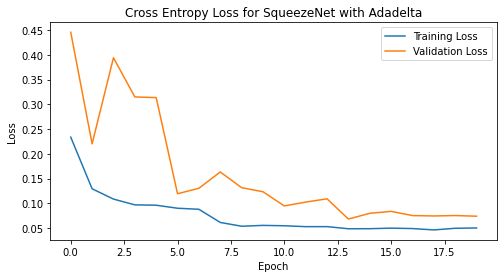 Cross Entropy Loss for SqueezeNet with Adadelta
Training Loss
Validation Loss
0.45
0.40
0.35
0.30
0.25
0.20
0.15
0.10
0.05
Loss
0.0 2.5 5.0 7.5 10.0 12.5 15.0 17.5
Epoch